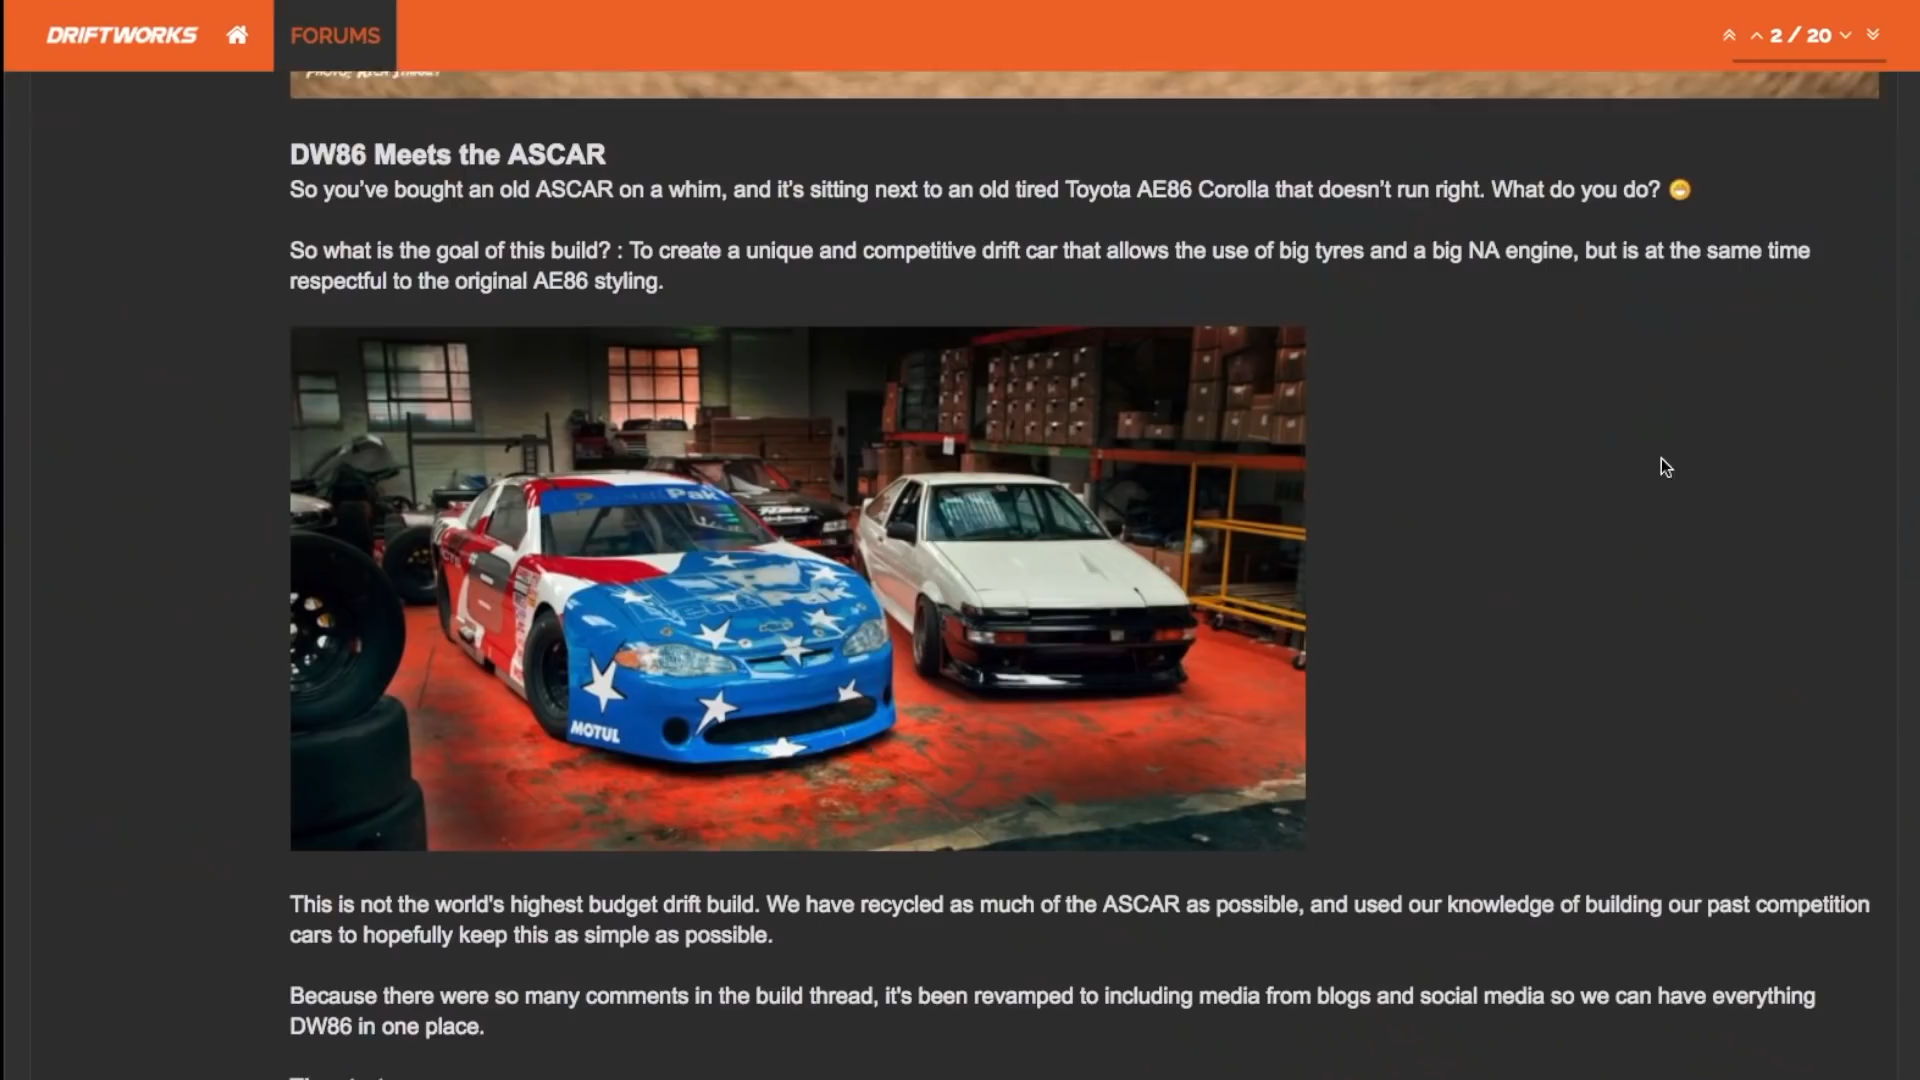 DRIFTWORKS
FORUMS
2 / 20
DW86 Meets the ASCAR
So you've bought an old ASCAR on a whim, and it's sitting next to an old tired Toyota AE86 Corolla that doesn't run right. What do you do?
So what is the goal of this build? : To create a unique and competitive drift car that allows the use of big tyres and a big NA engine, but is at the same time
respectful to the original AE86 styling.
Pak
Pak
MOTUL
This is not the world's highest budget drift build. We have recycled as much of the ASCAR as possible, and used our knowledge of building our past competition
cars to hopefully keep this as simple as possible.
Because there were so many comments in the build thread, it's been revamped to including media from blogs and social media so we can have everything
DW86 in one place.